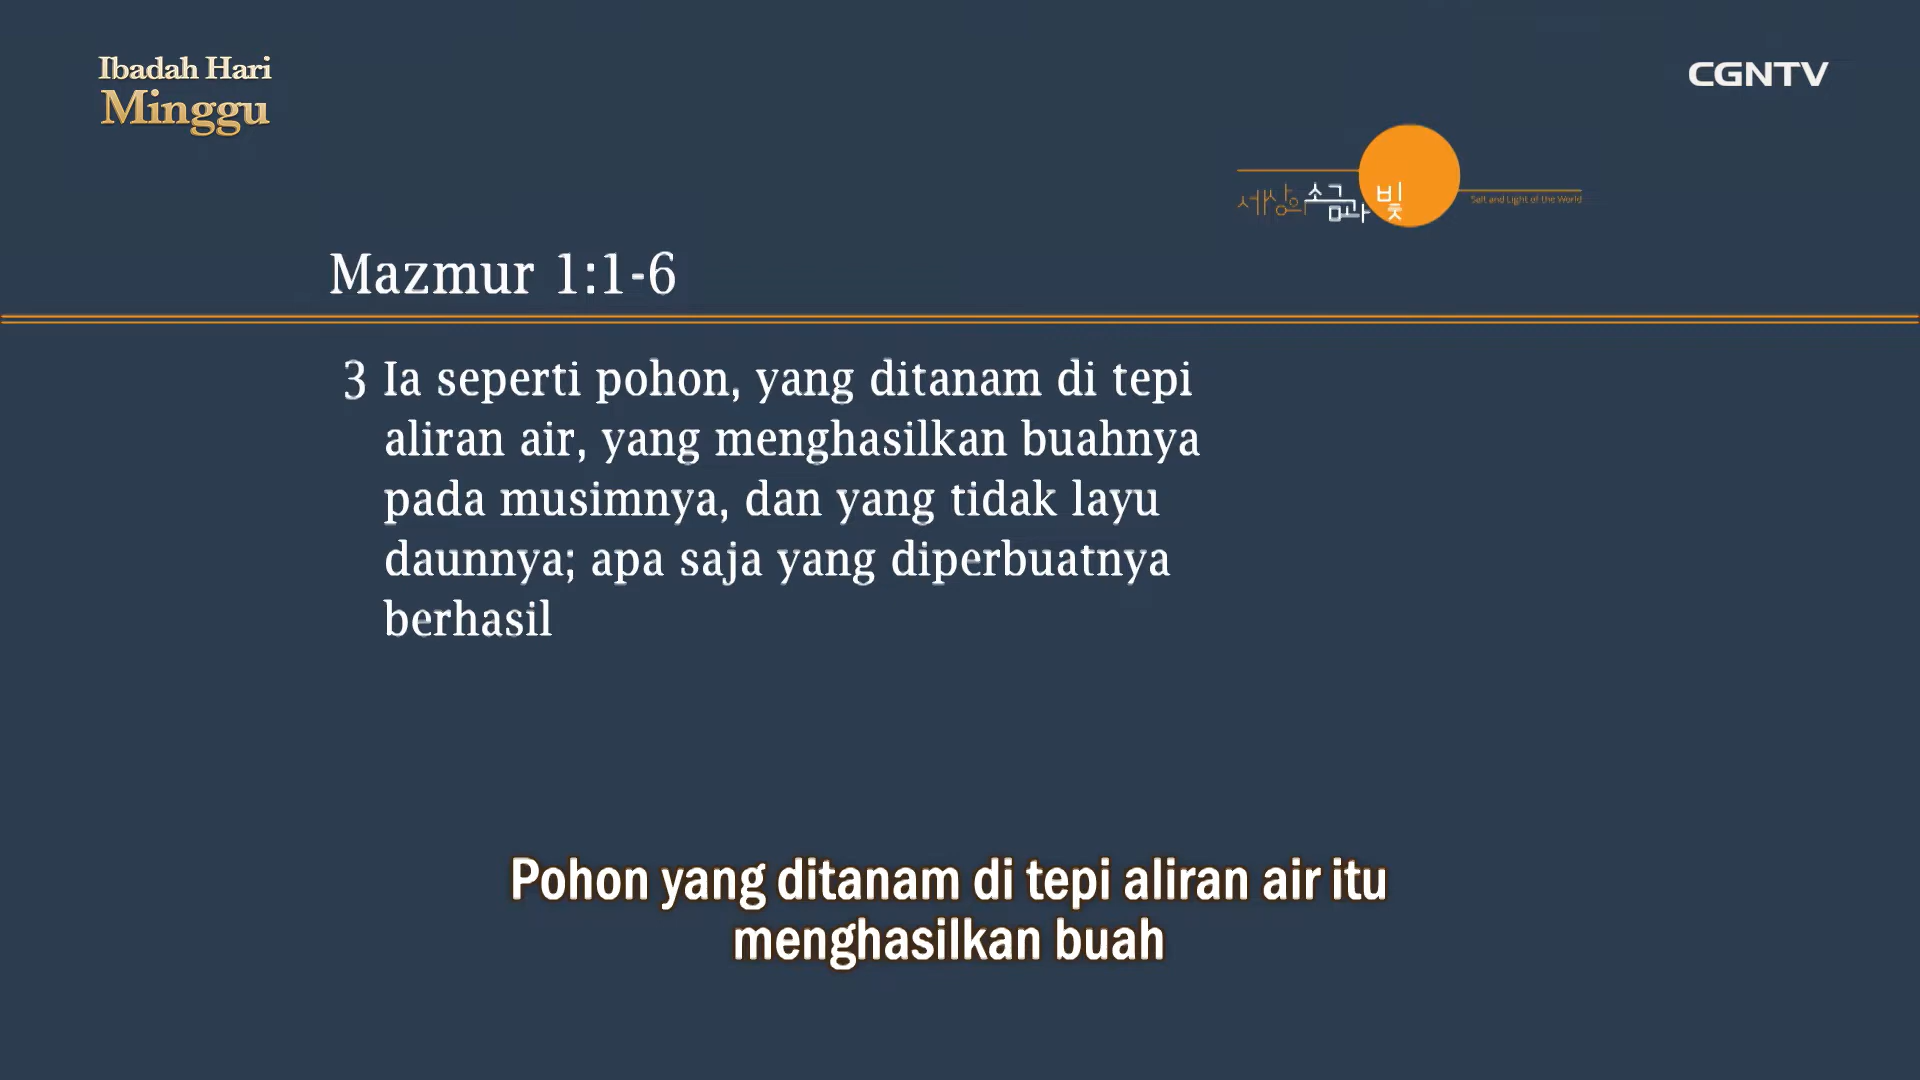 Ibadah Hari
Minggu
CGNTV
세상의 소금과 빛
Salt and Light of the World
Mazmur 1:1-6
3 Ia seperti pohon, yang ditanam di tepi
aliran air, yang menghasilkan buahnya
pada musimnya, dan yang tidak layu
daunnya; apa saja yang diperbuatnya
berhasil
Pohon yang ditanam di tepi aliran air itu
menghasilkan buah